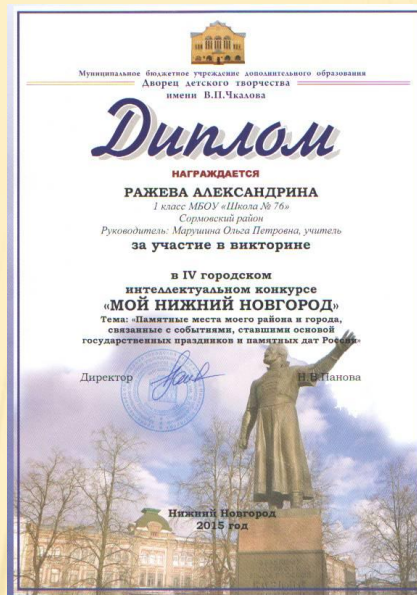 Муниципальное бюджетное учреждение дополнительного образования
Дворец детского творчества
имени В.П.Чкалова
Диплом
НАГРАЖДАЕТСЯ
РАЖЕВА АЛЕКСАНДРИНА
1 класс МБОУ «Школа № 76»
Сормовский район
Руководитель: Марушина Ольга Петровна, учитель
за участие в викторине
в IV городском
интеллектуальном конкурсе
«МОЙ НИЖНИЙ НОВГОРОД»
Тема: «Памятные места моего района и города,
связанные с событиями, ставшими основой
государственных праздников и памятных дат России»
Директор Н.В.Панова
Нижний Новгород
2015 год